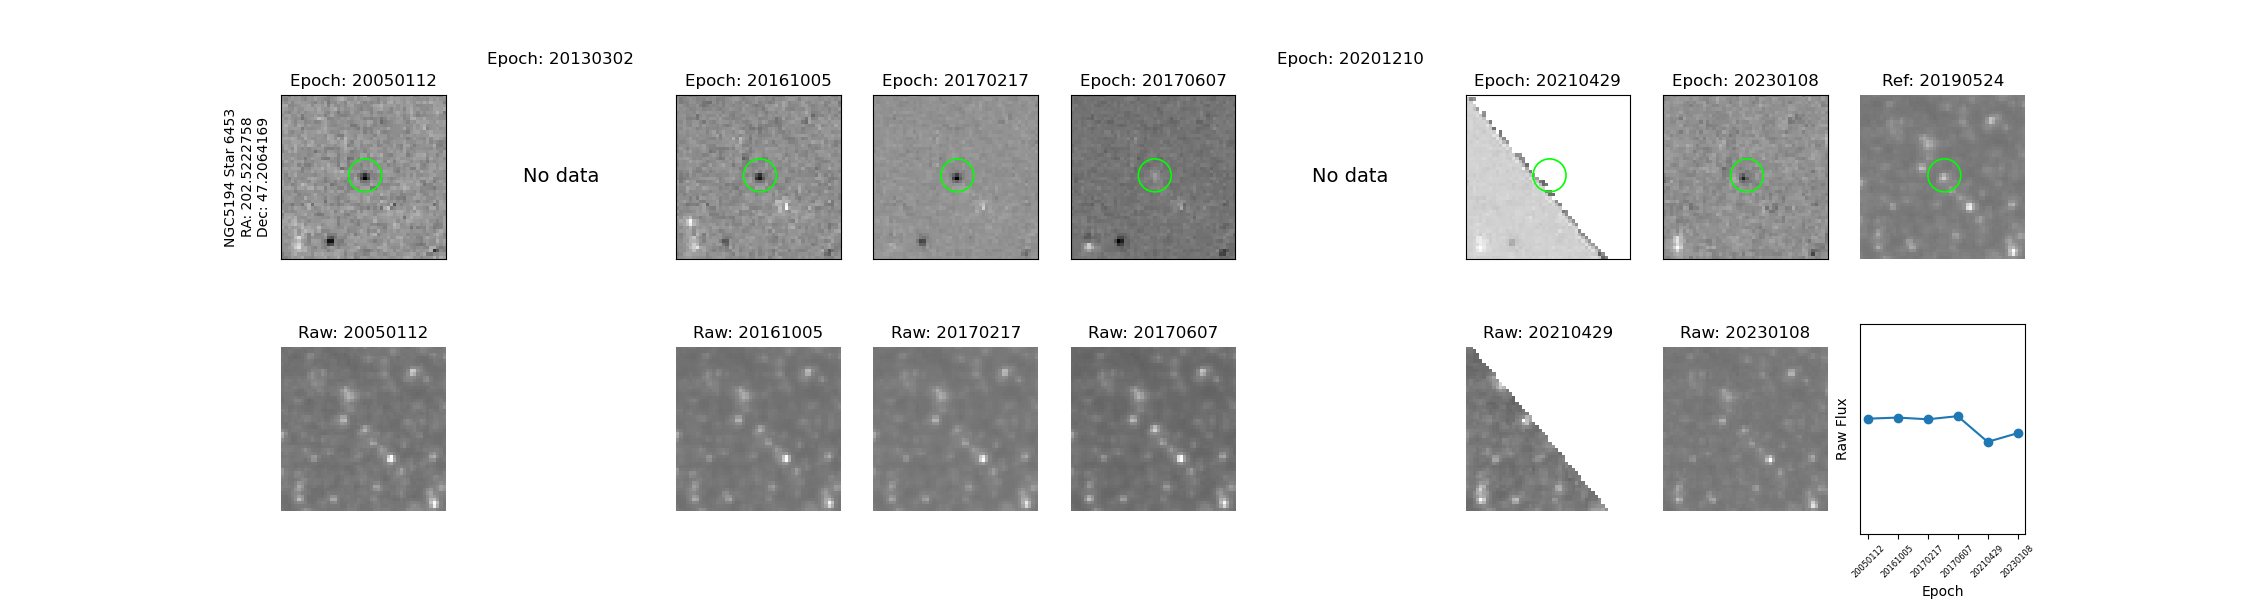 Epoch: 20130302
Epoch: 20201210
Epoch: 20050112
Epoch: 20161005
Epoch: 20170217
Epoch: 20170607
Epoch: 20210429
Epoch: 20230108
Ref: 20190524
NGC5194 Star 6453
RA: 202.5222758
Dec: 47.2064169
No data
No data
Raw: 20050112
Raw: 20161005
Raw: 20170217
Raw: 20170607
Raw: 20210429
Raw: 20230108
Raw Flux
20050112
20161005
20170217
20170607
20210429
20230108
Epoch